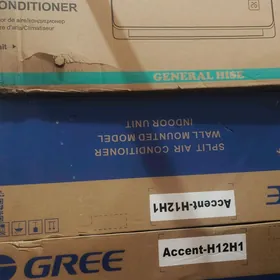 CONDITIONER
GENERAL HISE
SPLIT AIR CONDITIONER
WALL MOUNTED MODEL
INDOOR UNIT
Accent-H12H1
GREE
Accent-H12H1